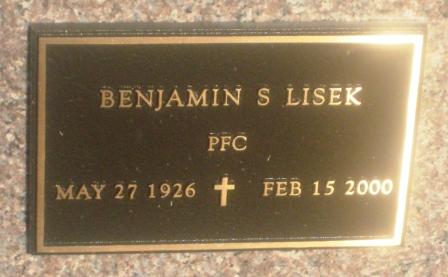 BENJAMIN S LISEK
PFC
MAY 27 1926 ✝ FEB 15 2000